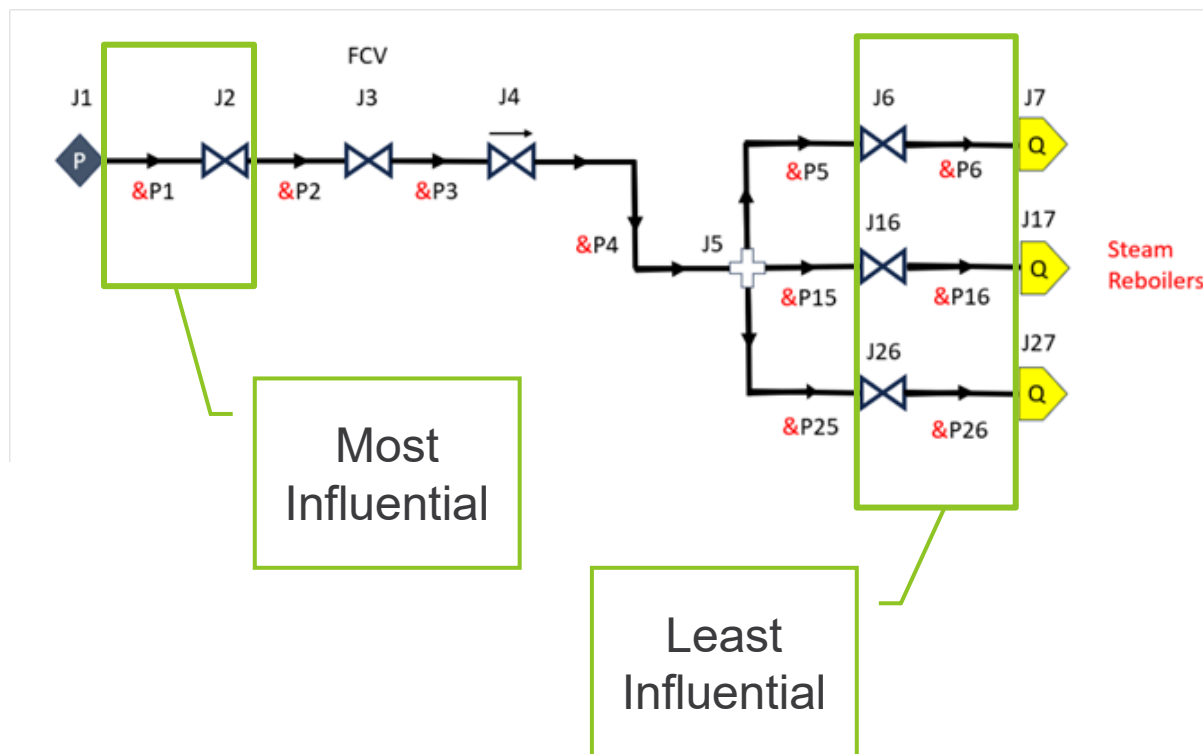 FCV
J1
J2
J3
J4
J6
J7
P
Q
&P1
&P2
&P3
&P5
&P6
J16
J17
&P4
J5
Q
Steam
Reboilers
&P15
&P16
J26
J27
Q
&P25
&P26
Most
Influential
Least
Influential